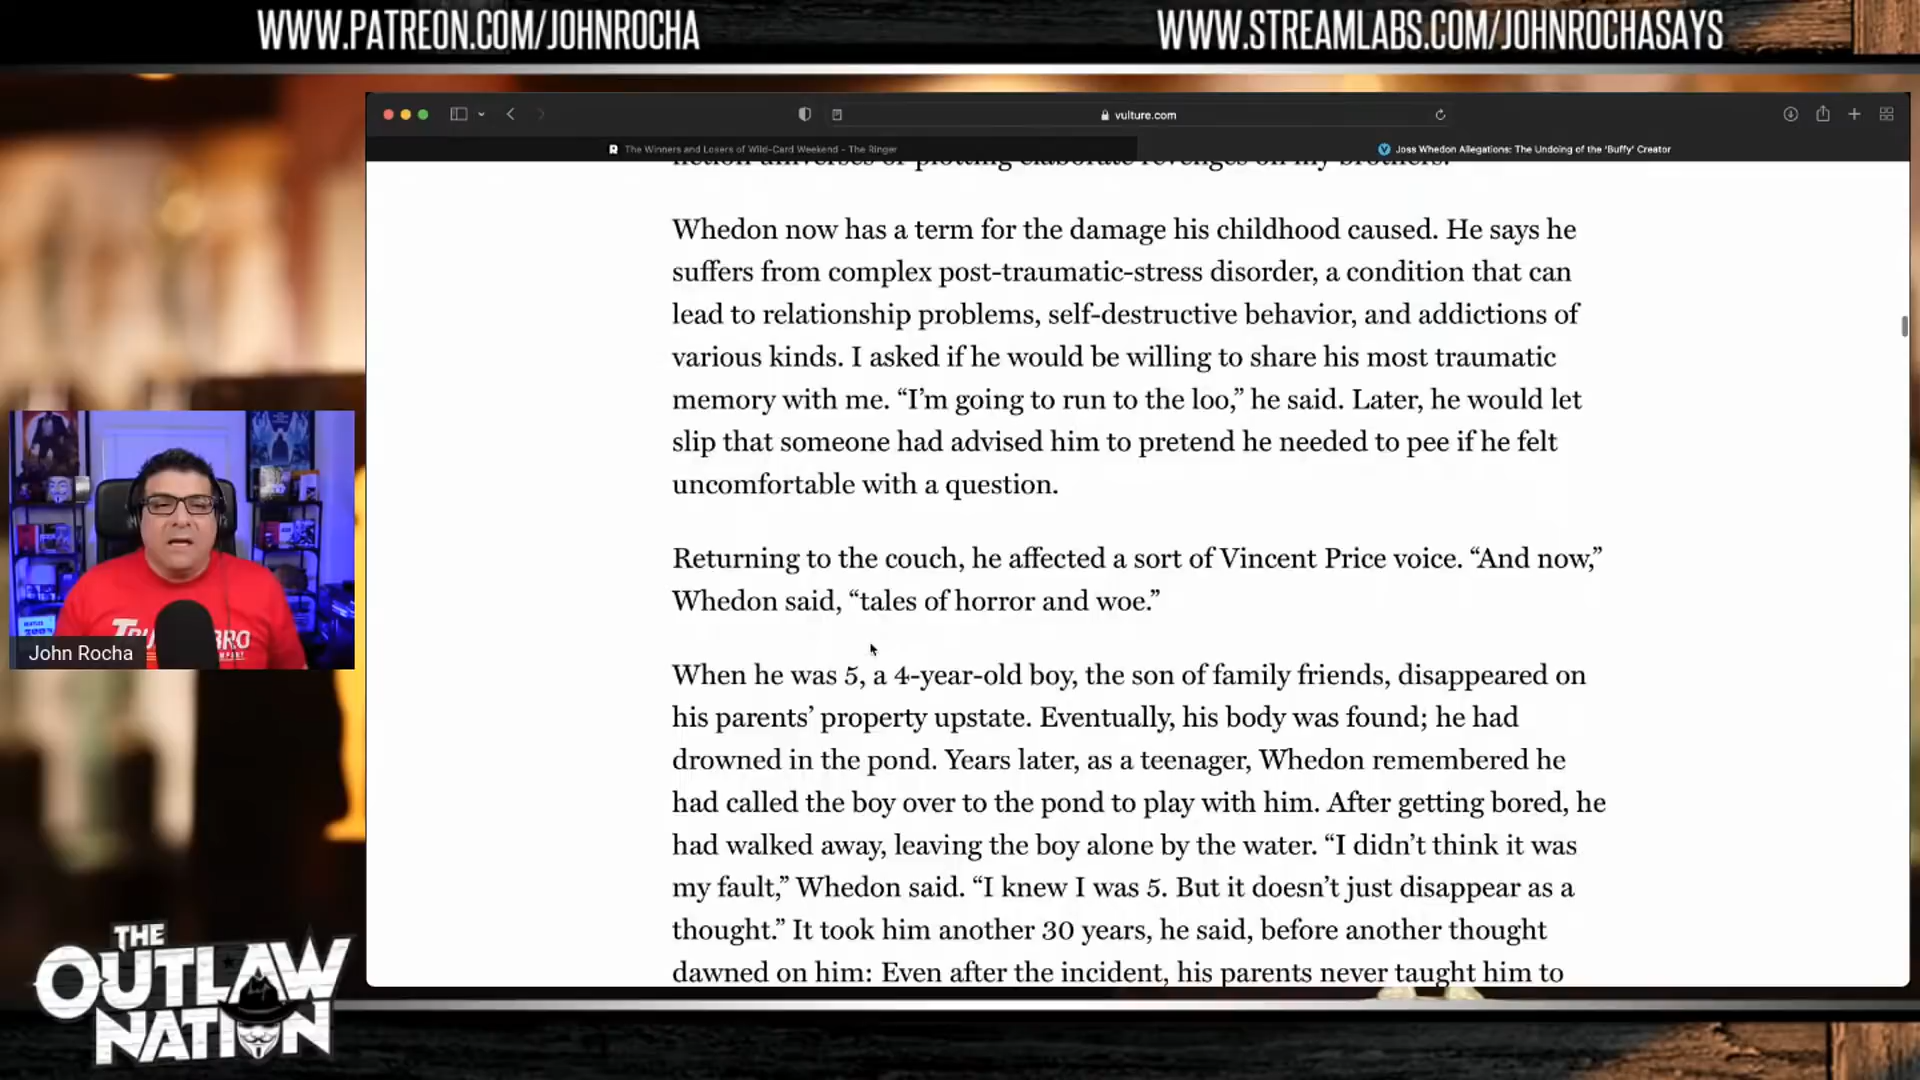 WWW.PATREON.COM/JOHNROCHA
WWW.STREAMLABS.COM/JOHNROCHASAYS
vulture.com
The Winners and Losers of Wild-Card Weekend - The Ringer
Joss Whedon Allegations: The Undoing of the ‘Buffy’ Creator
fiction universes or plotting elaborate revenges on my brothers.
Whedon now has a term for the damage his childhood caused. He says he
suffers from complex post-traumatic-stress disorder, a condition that can
lead to relationship problems, self-destructive behavior, and addictions of
various kinds. I asked if he would be willing to share his most traumatic
memory with me. “I’m going to run to the loo,” he said. Later, he would let
slip that someone had advised him to pretend he needed to pee if he felt
uncomfortable with a question.
Returning to the couch, he affected a sort of Vincent Price voice. “And now,”
Whedon said, “tales of horror and woe.”
When he was 5, a 4-year-old boy, the son of family friends, disappeared on
his parents’ property upstate. Eventually, his body was found; he had
drowned in the pond. Years later, as a teenager, Whedon remembered he
had called the boy over to the pond to play with him. After getting bored, he
had walked away, leaving the boy alone by the water. “I didn’t think it was
my fault,” Whedon said. “I knew I was 5. But it doesn’t just disappear as a
thought.” It took him another 30 years, he said, before another thought
dawned on him: Even after the incident, his parents never taught him to
John Rocha
THE
OUTLAW
NATION